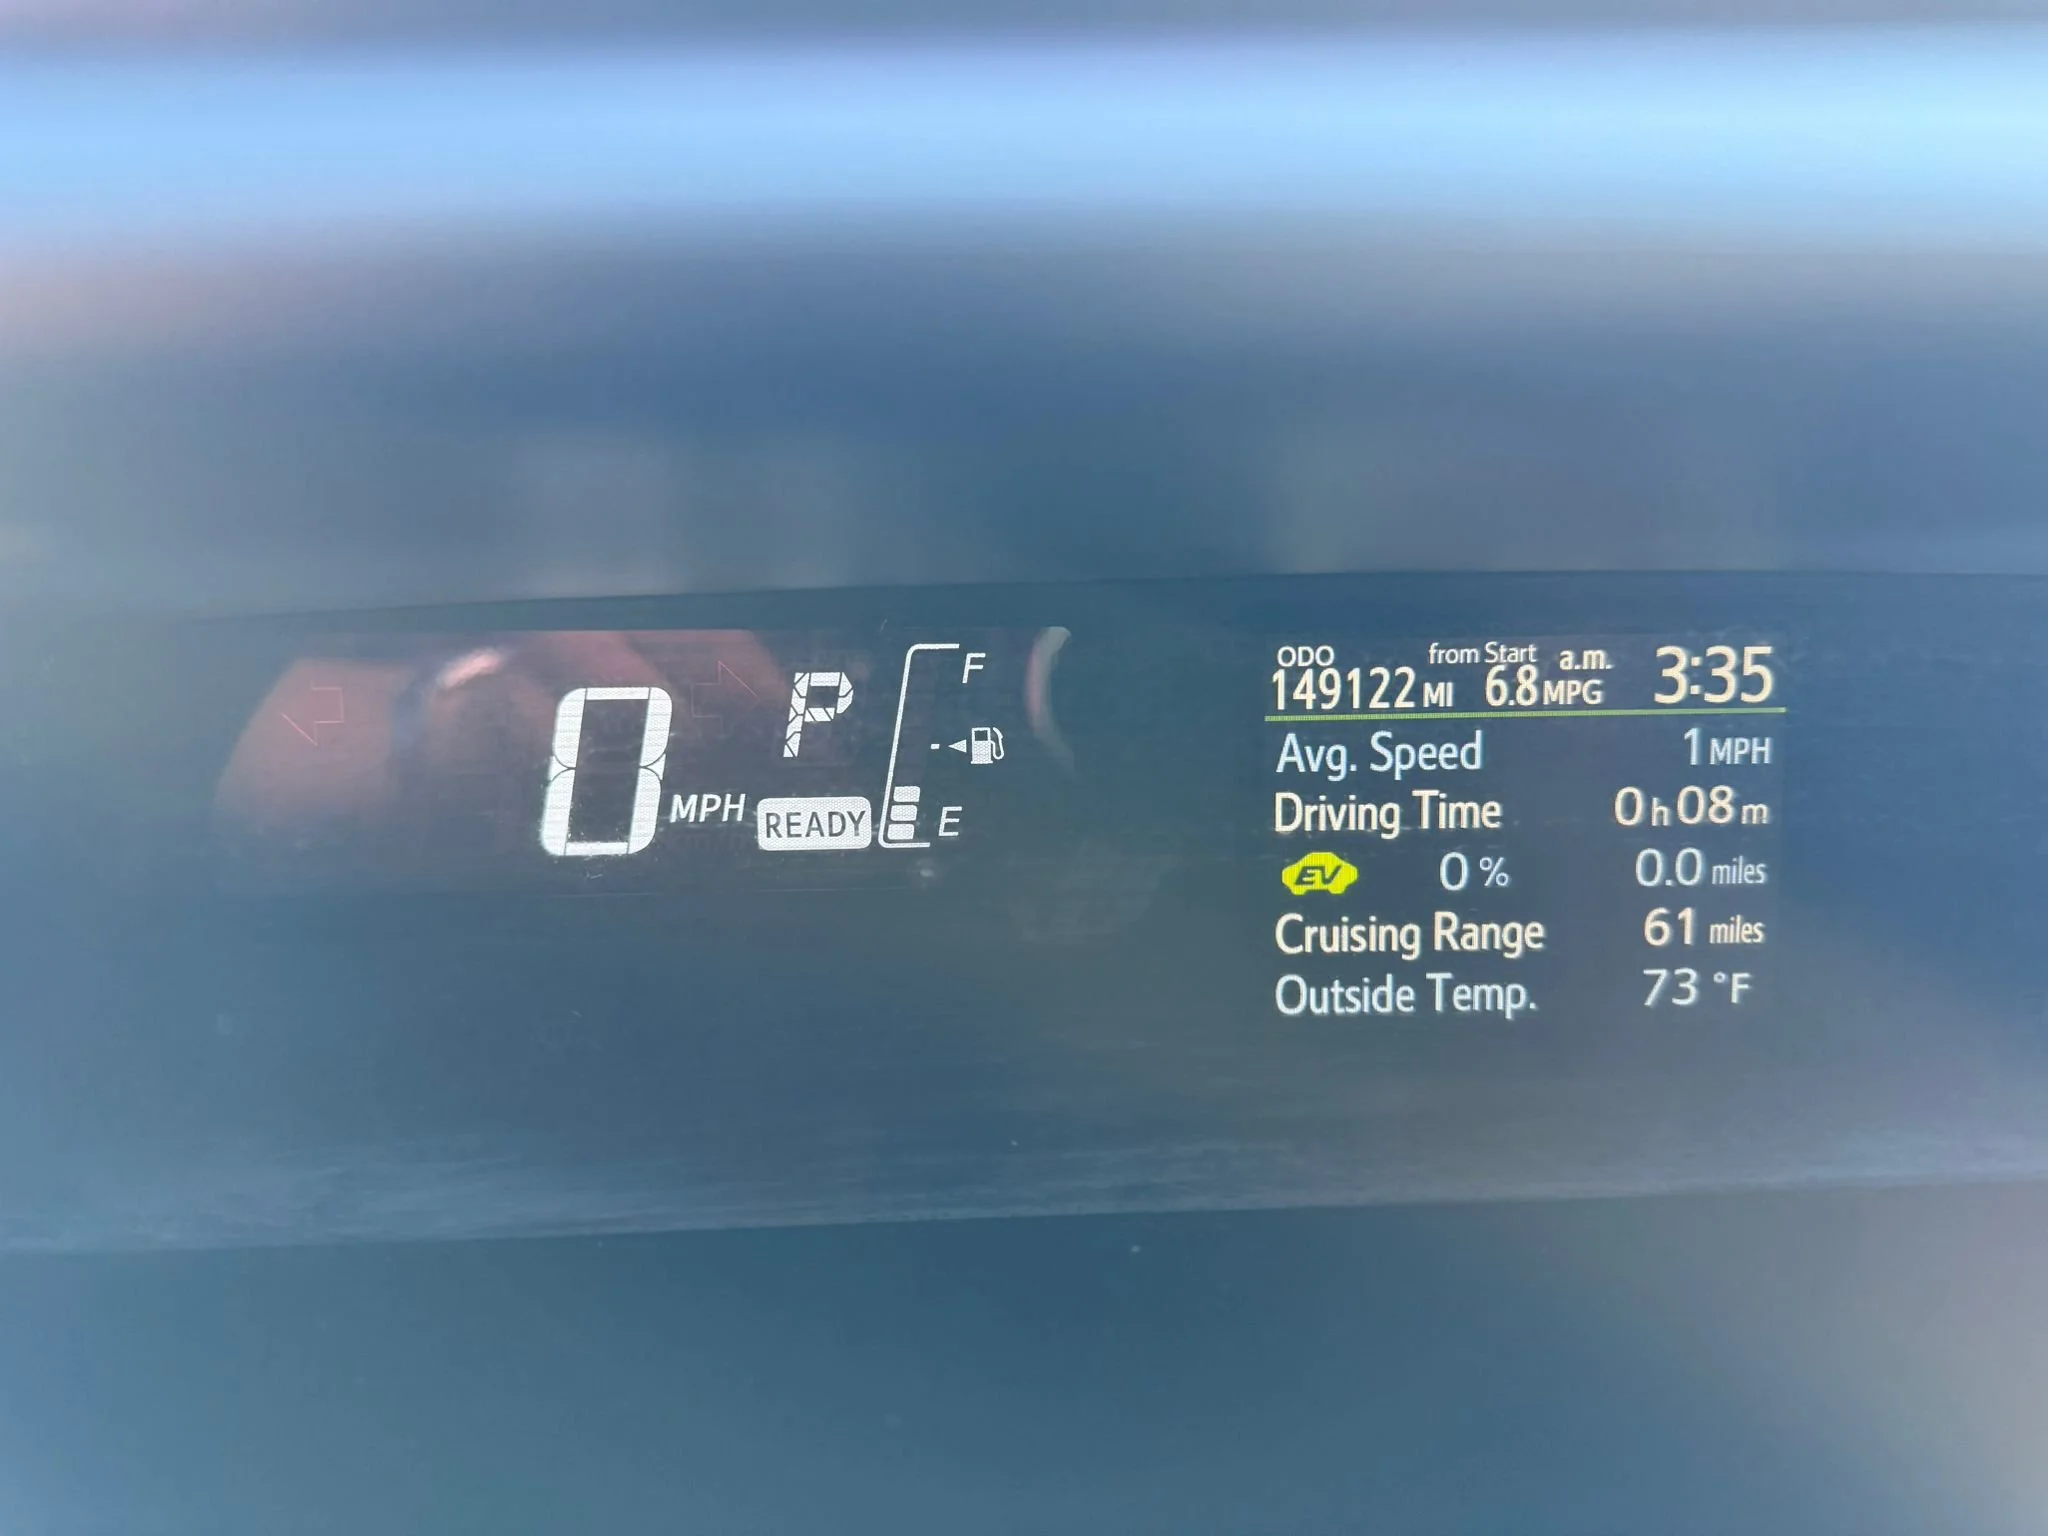 0 MPH
P
READY
F
E
ODO from Start a.m. 3:35
149122 MI 6.8 MPG
Avg. Speed 1 MPH
Driving Time 0 h 08 m
EV 0 % 0.0 miles
Cruising Range 61 miles
Outside Temp. 73 °F